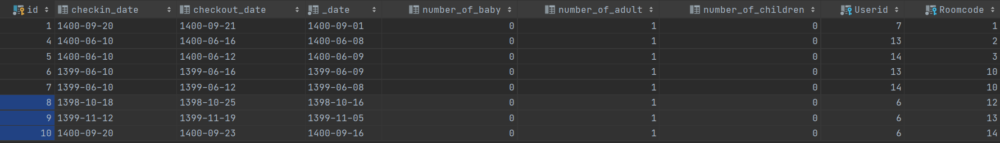 id checkin_date checkout_date _date number_of_baby number_of_adult number_of_children Userid Roomcode
1 1400-09-20 1400-09-21 1400-09-01 0 1 0 7 1
4 1400-06-10 1400-06-16 1400-06-08 0 1 0 13 2
5 1400-06-10 1400-06-12 1400-06-09 0 1 0 14 3
6 1399-06-10 1399-06-16 1399-06-09 0 1 0 13 10
7 1399-06-10 1399-06-12 1399-06-08 0 1 0 14 10
8 1398-10-18 1398-10-25 1398-10-16 0 1 0 6 12
9 1399-11-12 1399-11-19 1399-11-05 0 1 0 6 13
10 1400-09-20 1400-09-23 1400-09-16 0 1 0 6 14